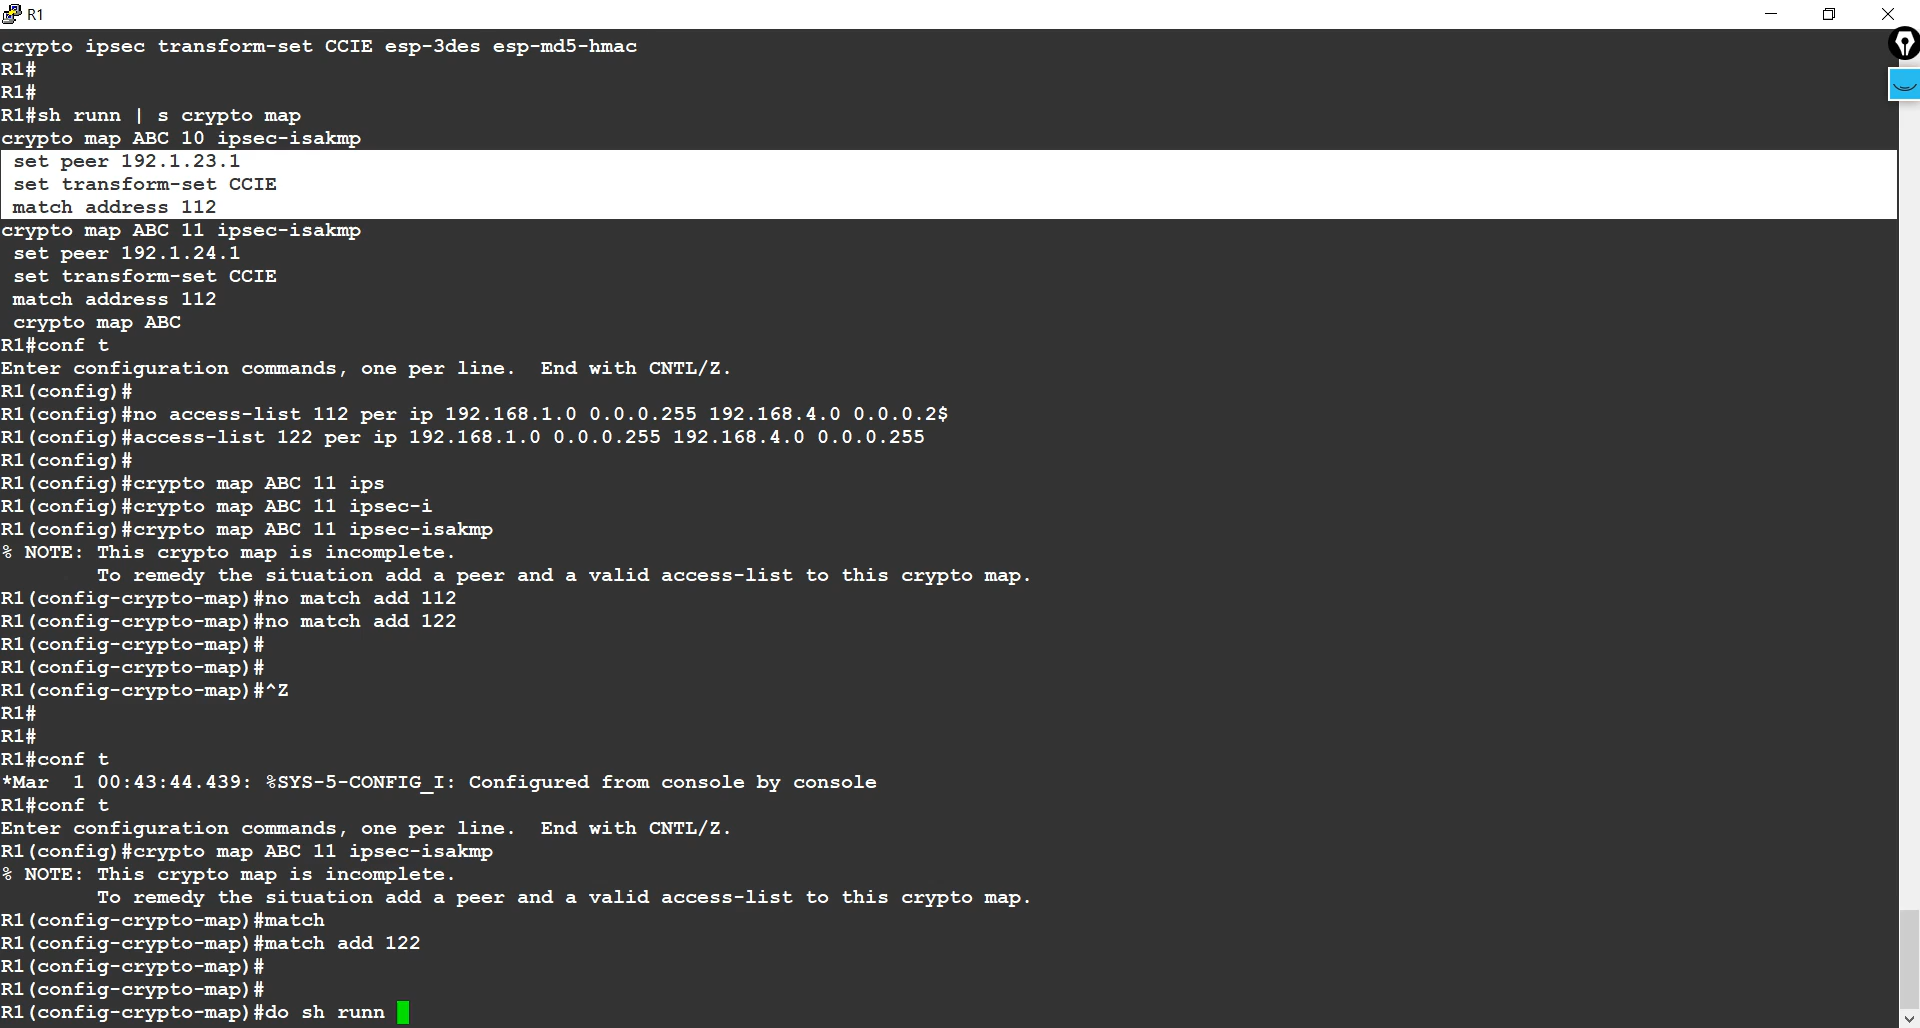 R1
crypto ipsec transform-set CCIE esp-3des esp-md5-hmac
R1#
R1#
R1#sh runn | s crypto map
crypto map ABC 10 ipsec-isakmp
 set peer 192.1.23.1
 set transform-set CCIE
 match address 112
crypto map ABC 11 ipsec-isakmp
 set peer 192.1.24.1
 set transform-set CCIE
 match address 112
 crypto map ABC
R1#conf t
Enter configuration commands, one per line.  End with CNTL/Z.
R1(config)#
R1(config)#no access-list 112 per ip 192.168.1.0 0.0.0.255 192.168.4.0 0.0.0.2$
R1(config)#access-list 122 per ip 192.168.1.0 0.0.0.255 192.168.4.0 0.0.0.255
R1(config)#
R1(config)#crypto map ABC 11 ips
R1(config)#crypto map ABC 11 ipsec-i
R1(config)#crypto map ABC 11 ipsec-isakmp
% NOTE: This crypto map is incomplete.
        To remedy the situation add a peer and a valid access-list to this crypto map.
R1(config-crypto-map)#no match add 112
R1(config-crypto-map)#no match add 122
R1(config-crypto-map)#
R1(config-crypto-map)#
R1(config-crypto-map)#^Z
R1#
R1#
R1#conf t
*Mar  1 00:43:44.439: %SYS-5-CONFIG_I: Configured from console by console
R1#conf t
Enter configuration commands, one per line.  End with CNTL/Z.
R1(config)#crypto map ABC 11 ipsec-isakmp
% NOTE: This crypto map is incomplete.
        To remedy the situation add a peer and a valid access-list to this crypto map.
R1(config-crypto-map)#match
R1(config-crypto-map)#match add 122
R1(config-crypto-map)#
R1(config-crypto-map)#
R1(config-crypto-map)#do sh runn